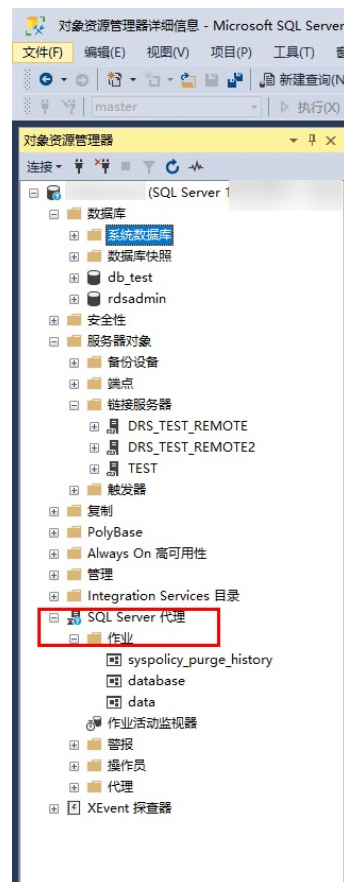 对象资源管理器详细信息 - Microsoft SQL Server
文件(F) 编辑(E) 视图(V) 项目(P) 工具(T)
新建查询(N
master 执行(X)
对象资源管理器
连接
(SQL Server 1
数据库
系统数据库
数据库快照
db_test
rdsadmin
安全性
服务器对象
备份设备
端点
链接服务器
DRS_TEST_REMOTE
DRS_TEST_REMOTE2
TEST
触发器
复制
PolyBase
Always On 高可用性
管理
Integration Services 目录
SQL Server 代理
作业
syspolicy_purge_history
database
data
作业活动监视器
警报
操作员
代理
XEvent 探查器